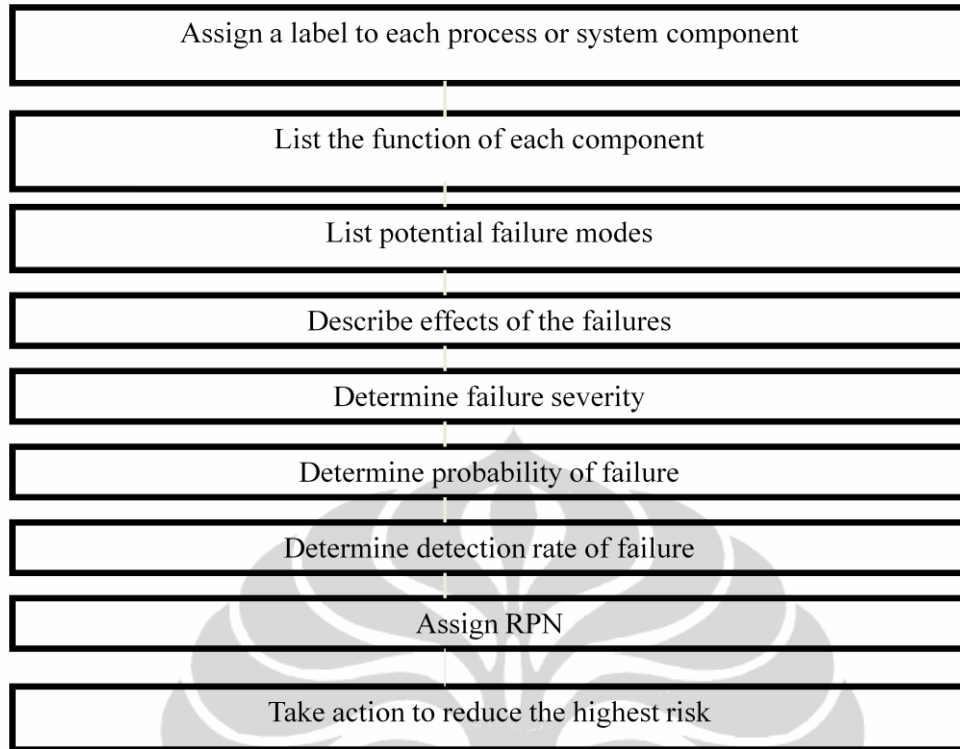 Assign a label to each process or system component
List the function of each component
List potential failure modes
Describe effects of the failures
Determine failure severity
Determine probability of failure
Determine detection rate of failure
Assign RPN
Take action to reduce the highest risk